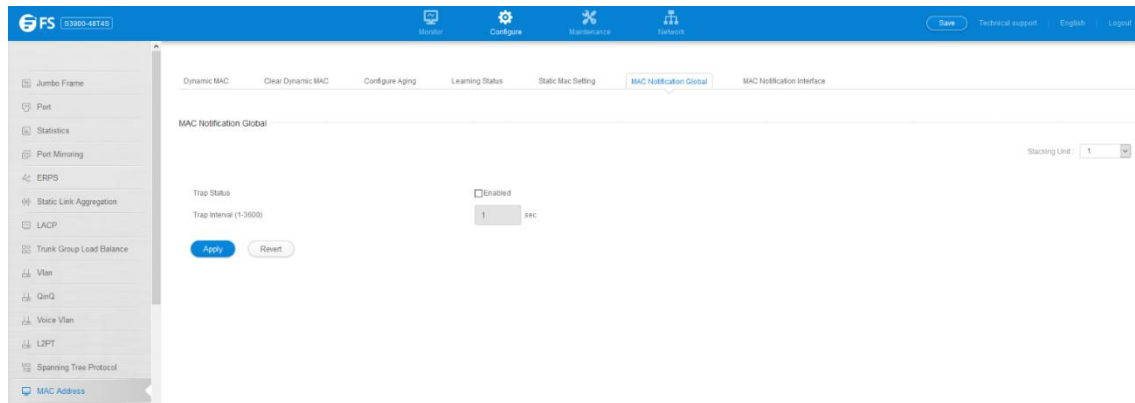 FS S3900-48T4S
Monitor Configure Maintenance Network
Save Technical support English Logout
Jumbo Frame
Port
Statistics
Port Mirroring
ERPS
Static Link Aggregation
LACP
Trunk Group Load Balance
Vlan
QinQ
Voice Vlan
L2PT
Spanning Tree Protocol
MAC Address
Dynamic MAC Clear Dynamic MAC Configure Aging Learning Status Static Mac Setting MAC Notification Global MAC Notification Interface
MAC Notification Global
Stacking Unit : 1
Trap Status Enabled
Trap Interval (1-3600) 1 sec
Apply Revert